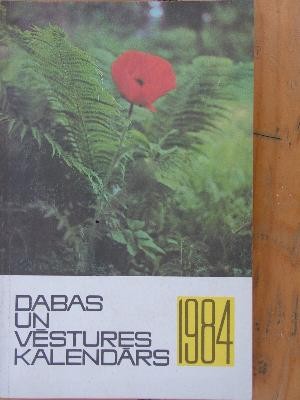 DABAS
UN
VĒSTURES
KALENDĀRS 1984